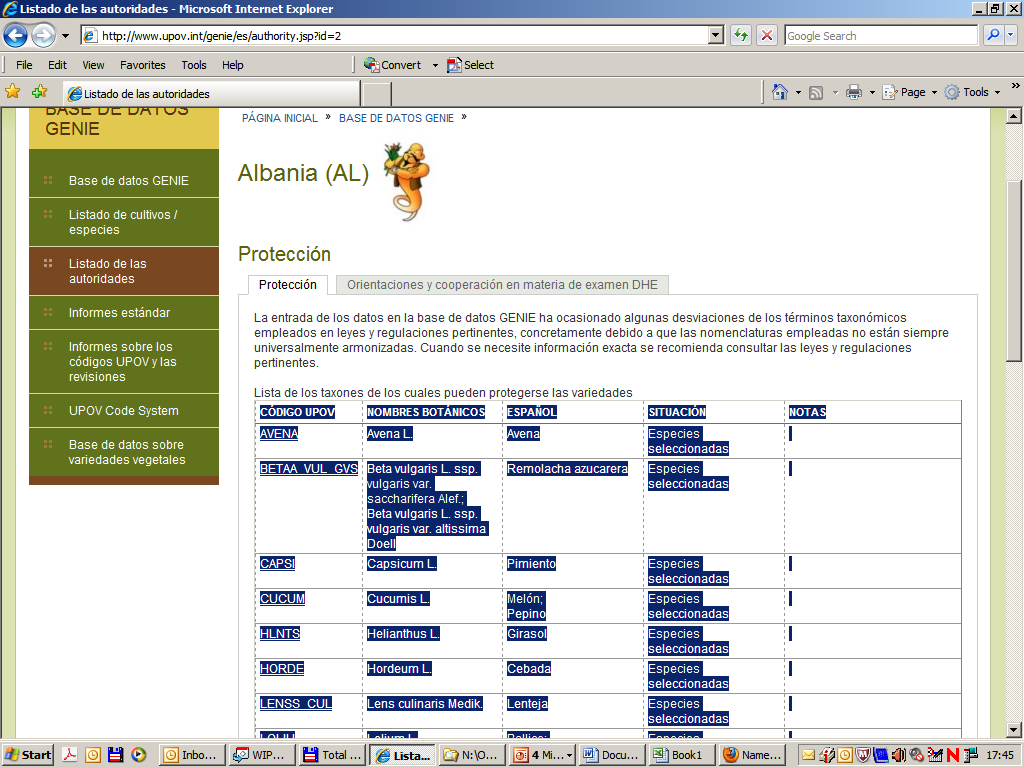 Listado de las autoridades - Microsoft Internet Explorer
http://www.upov.int/genie/es/authority.jsp?id=2
Google Search
File Edit View Favorites Tools Help
Convert Select
Listado de las autoridades
Page Tools
BASE DE DATOS
GENIE
Base de datos GENIE
Listado de cultivos /
especies
Listado de las
autoridades
Informes estándar
Informes sobre los
códigos UPOV y las
revisiones
UPOV Code System
Base de datos sobre
variedades vegetales
PÁGINA INICIAL » BASE DE DATOS GENIE »
Albania (AL)
Protección
Protección Orientaciones y cooperación en materia de examen DHE
La entrada de los datos en la base de datos GENIE ha ocasionado algunas desviaciones de los términos taxonómicos
empleados en leyes y regulaciones pertinentes, concretamente debido a que las nomenclaturas empleadas no están siempre
universalmente armonizadas. Cuando se necesite información exacta se recomienda consultar las leyes y regulaciones
pertinentes.
Lista de los taxones de los cuales pueden protegerse las variedades
CÓDIGO UPOV NOMBRES BOTÁNICOS ESPAÑOL SITUACIÓN NOTAS
AVENA Avena L. Avena Especies
seleccionadas
BETAA_VUL_GVS Beta vulgaris L. ssp. Remolacha azucarera Especies
vulgaris var. seleccionadas
saccharifera Alef.;
Beta vulgaris L. ssp.
vulgaris var. altissima
Doell
CAPSI Capsicum L. Pimiento Especies
seleccionadas
CUCUM Cucumis L. Melón; Especies
Pepino seleccionadas
HLNTS Helianthus L. Girasol Especies
seleccionadas
HORDE Hordeum L. Cebada Especies
seleccionadas
LENSS_CUL Lens culinaris Medik. Lenteja Especies
seleccionadas
Start Inbo... WIP... Total ... Lista... N:\O... 4 Mi... Docu... Book1 Name... 17:45